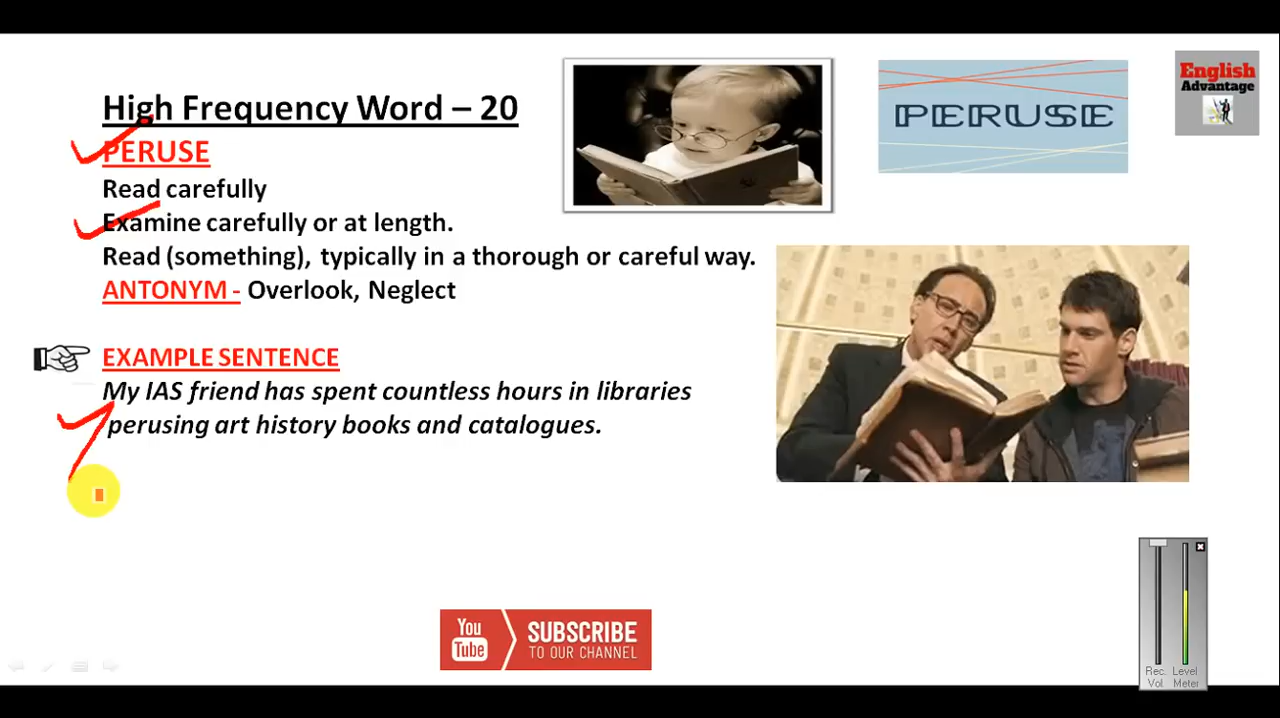 High Frequency Word – 20
PERUSE
Read carefully
Examine carefully or at length.
Read (something), typically in a thorough or careful way.
ANTONYM - Overlook, Neglect
EXAMPLE SENTENCE
My IAS friend has spent countless hours in libraries
perusing art history books and catalogues.
PERUSE
English
Advantage
You
Tube
SUBSCRIBE
TO OUR CHANNEL
Rec. Level
Vol Meter